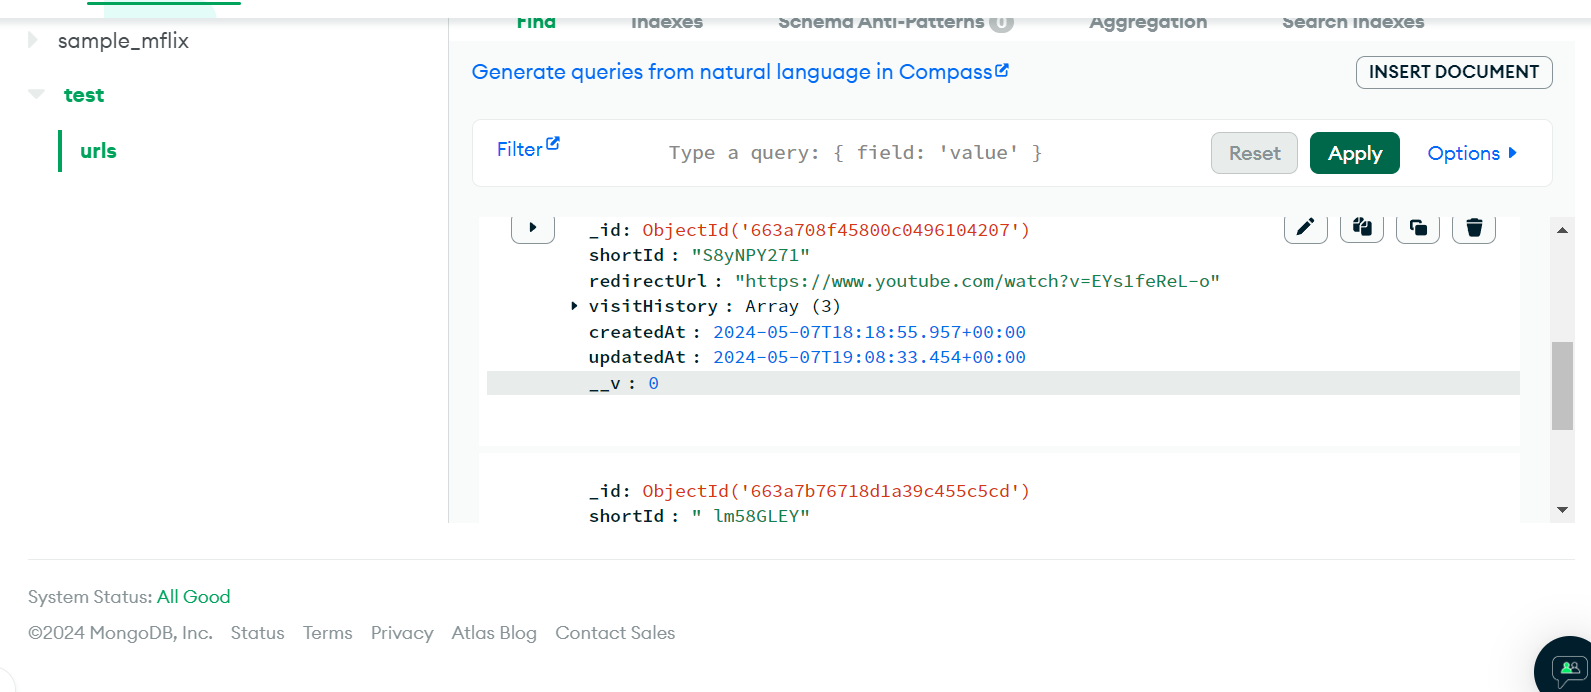 Find Indexes Schema Anti-Patterns 0 Aggregation Search Indexes
sample_mflix
test
urls
Generate queries from natural language in Compass
INSERT DOCUMENT
Filter
Type a query: { field: 'value' }
Reset
Apply
Options
_id: ObjectId('663a708f45800c0496104207')
shortId : "S8yNPY271"
redirectUrl : "https://www.youtube.com/watch?v=EYs1feReL-o"
visitHistory : Array (3)
createdAt : 2024-05-07T18:18:55.957+00:00
updatedAt : 2024-05-07T19:08:33.454+00:00
__v : 0
_id: ObjectId('663a7b76718d1a39c455c5cd')
shortId : " lm58GLEY"
System Status: All Good
©2024 MongoDB, Inc. Status Terms Privacy Atlas Blog Contact Sales